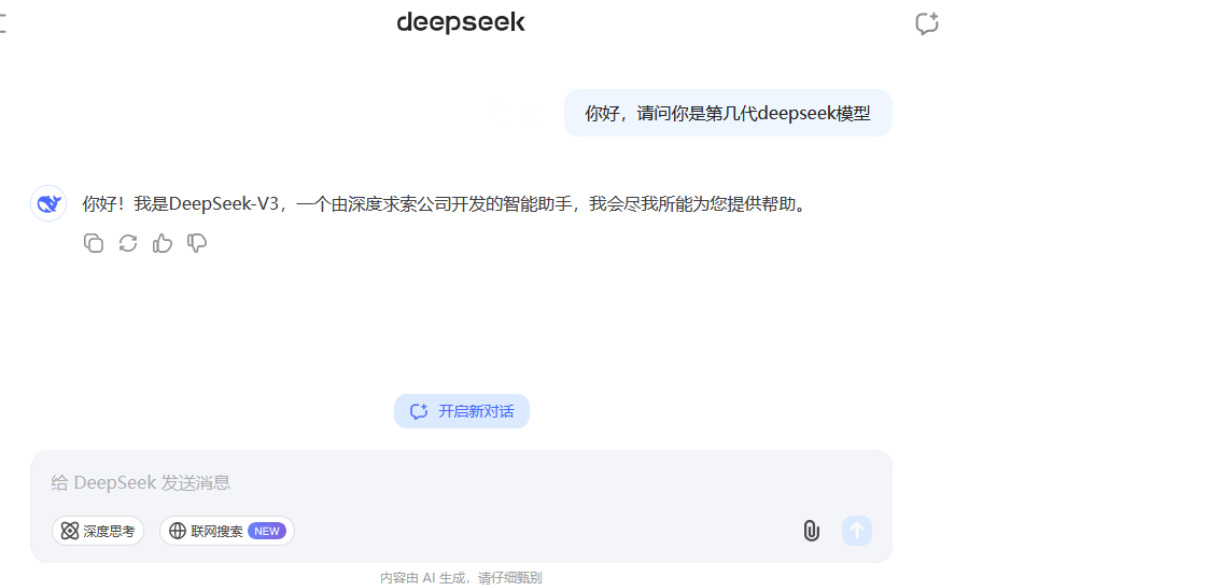 deepseek
你好，请问你是第几代deepseek模型
你好！我是DeepSeek-V3，一个由深度求索公司开发的智能助手，我会尽我所能为您提供帮助。
开启新对话
给 DeepSeek 发送消息
深度思考 联网搜索 NEW
内容由 AI 生成，请仔细甄别